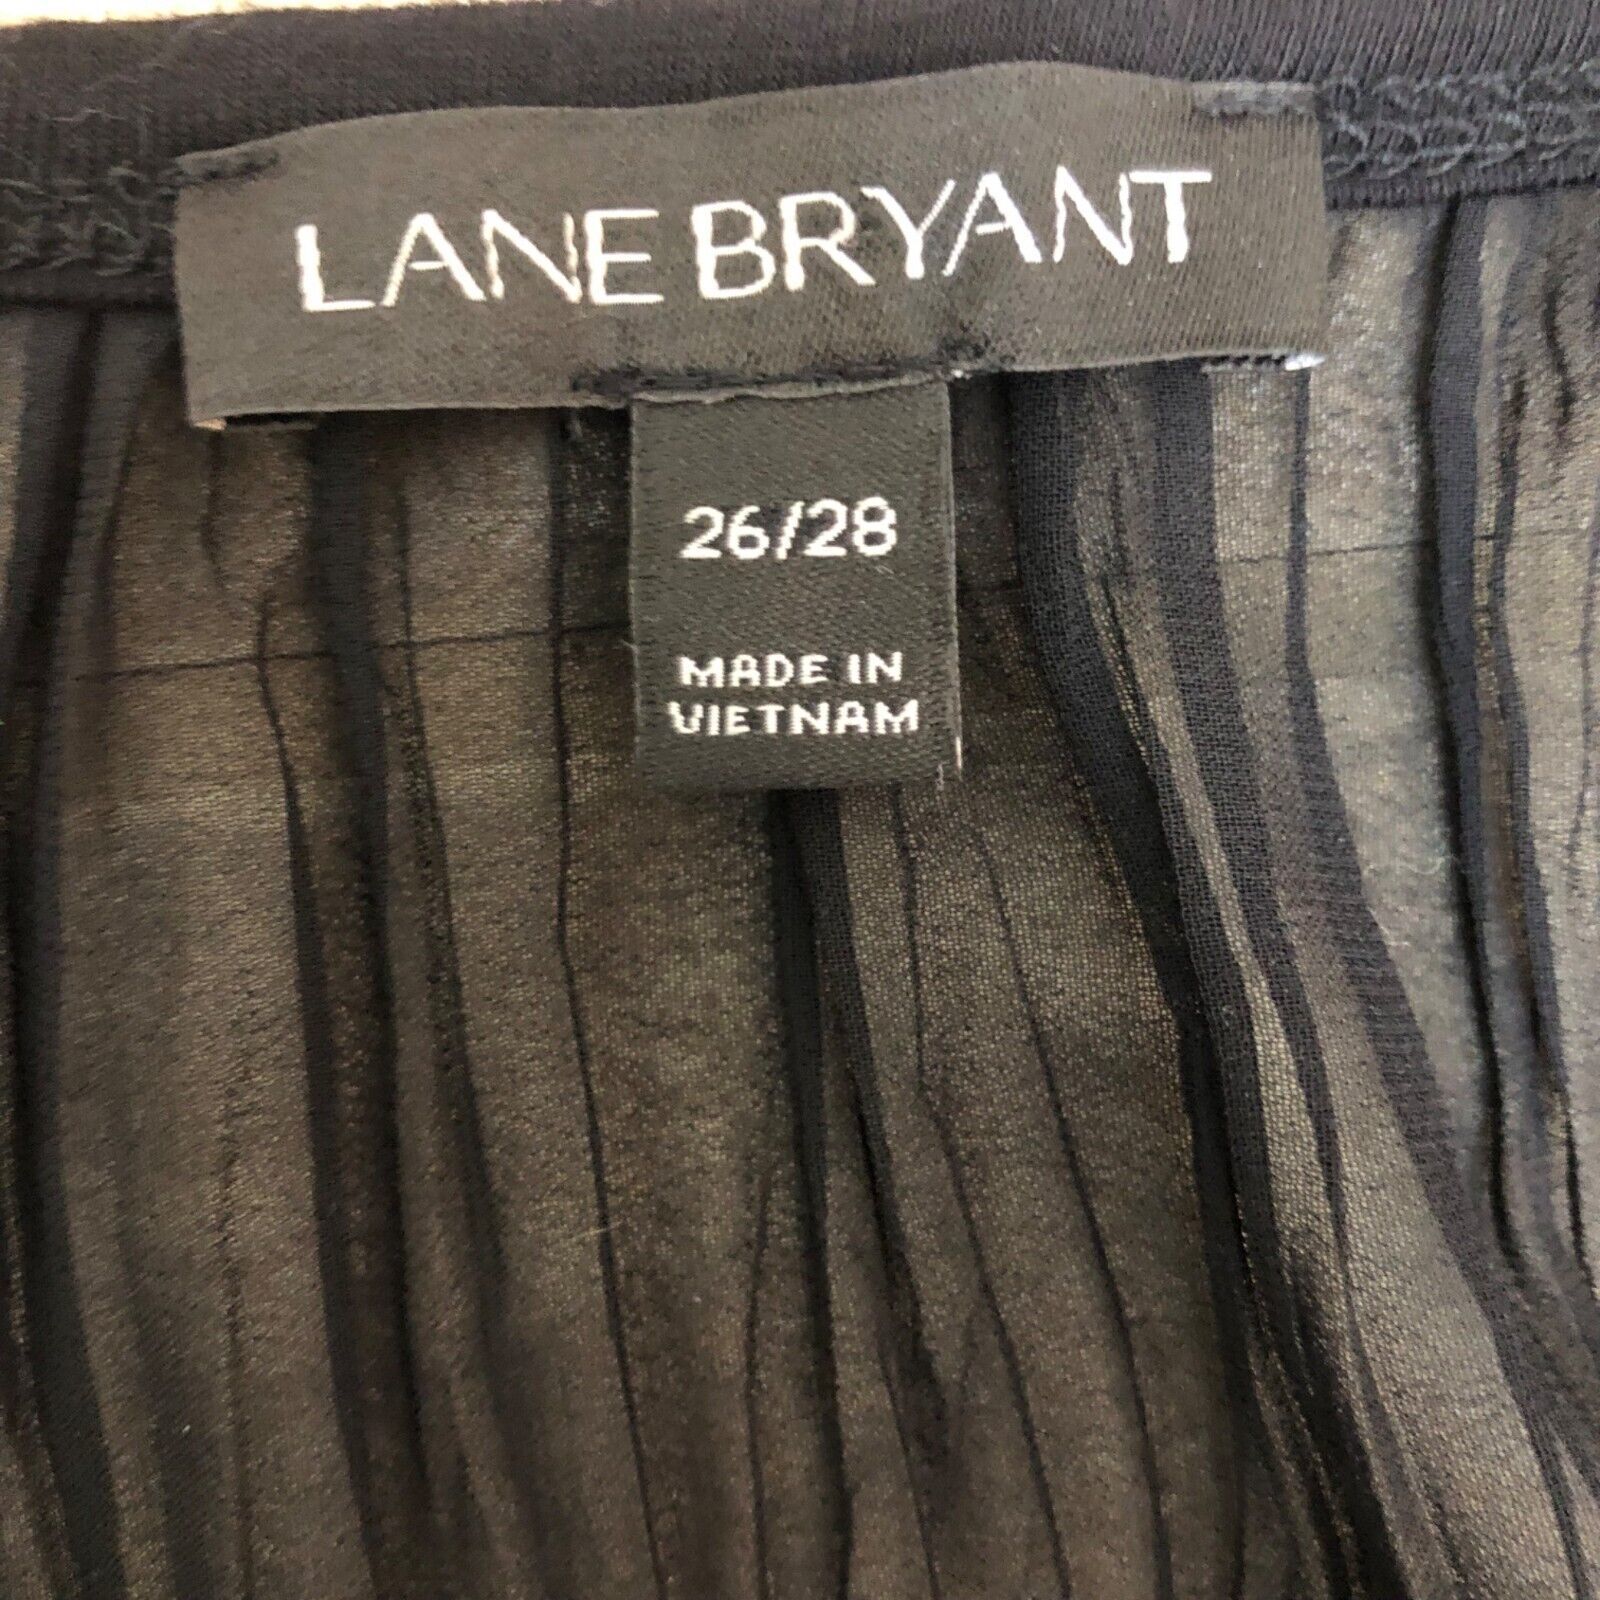 LANE BRYANT
26/28
MADE IN
VIETNAM